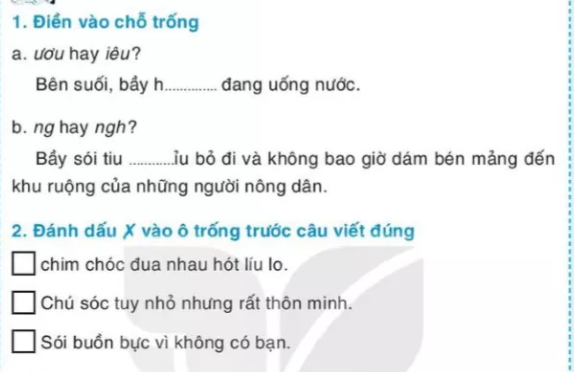 1. Điền vào chỗ trống
a. ươu hay iêu?
Bên suối, bầy h............. đang uống nước.
b. ng hay ngh?
Bầy sói tiu ...........ỉu bỏ đi và không bao giờ dám bén mảng đến
khu ruộng của những người nông dân.
2. Đánh dấu ✗ vào ô trống trước câu viết đúng
chim chóc đua nhau hót líu lo.
Chú sóc tuy nhỏ nhưng rất thông minh.
Sói buồn bực vì không có bạn.